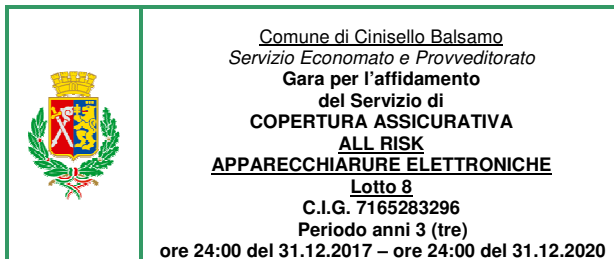 Comune di Cinisello Balsamo
Servizio Economato e Provveditorato
Gara per l'affidamento
del Servizio di
COPERTURA ASSICURATIVA
ALL RISK
APPARECCHIARURE ELETTRONICHE
Lotto 8
C.I.G. 7165283296
Periodo anni 3 (tre)
ore 24:00 del 31.12.2017 – ore 24:00 del 31.12.2020